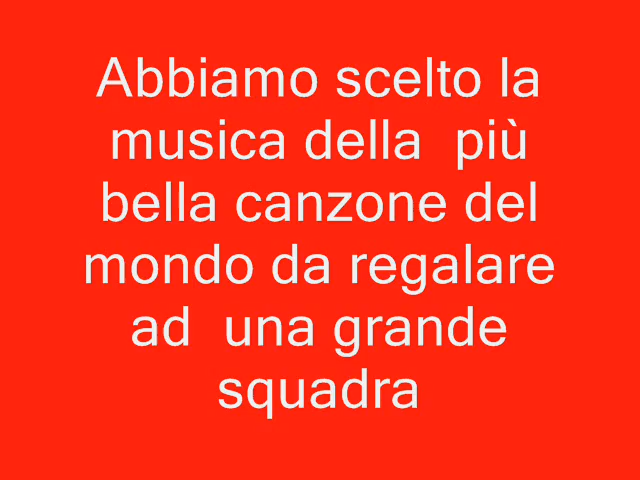 Abbiamo scelto la
musica della  più
bella canzone del
mondo da regalare
ad  una grande
squadra